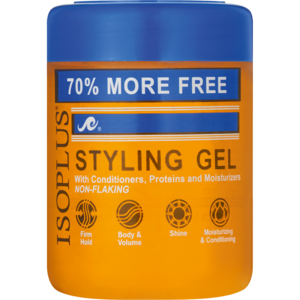 70% MORE FREE
ISOPLUS®
STYLING GEL
With Conditioners, Proteins and Moisturizers
NON-FLAKING
Firm
Hold
Body &
Volume
Shine
Moisturizing
& Conditioning